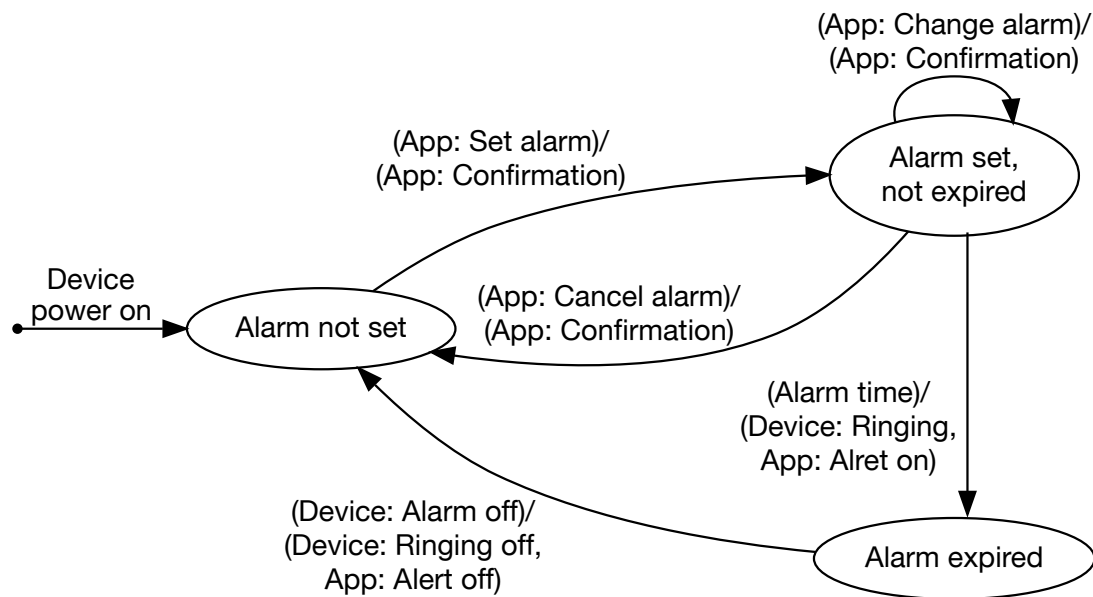 (App: Change alarm)/
(App: Confirmation)
(App: Set alarm)/
(App: Confirmation)
Alarm set,
not expired
Device
power on
Alarm not set
(App: Cancel alarm)/
(App: Confirmation)
(Alarm time)/
(Device: Ringing,
App: Alret on)
(Device: Alarm off)/
(Device: Ringing off,
App: Alert off)
Alarm expired